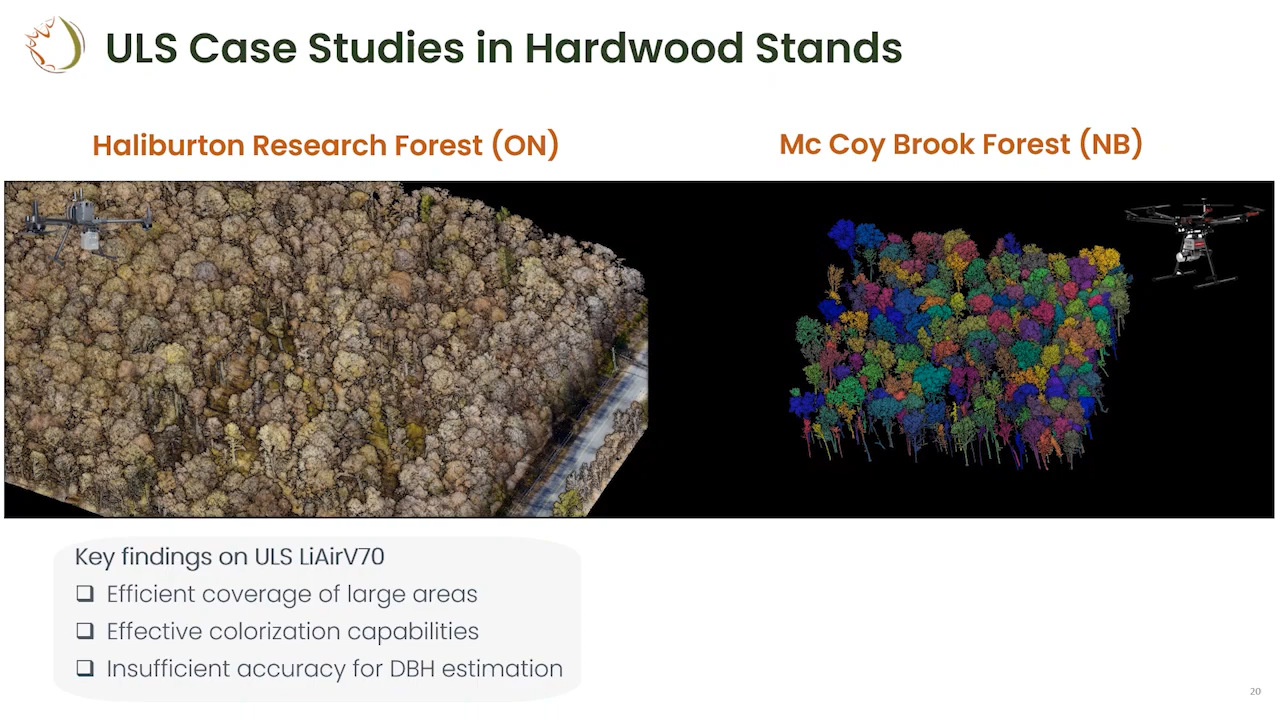 ULS Case Studies in Hardwood Stands
Haliburton Research Forest (ON)
Mc Coy Brook Forest (NB)
Key findings on ULS LiAirV70
❑ Efficient coverage of large areas
❑ Effective colorization capabilities
❑ Insufficient accuracy for DBH estimation
20